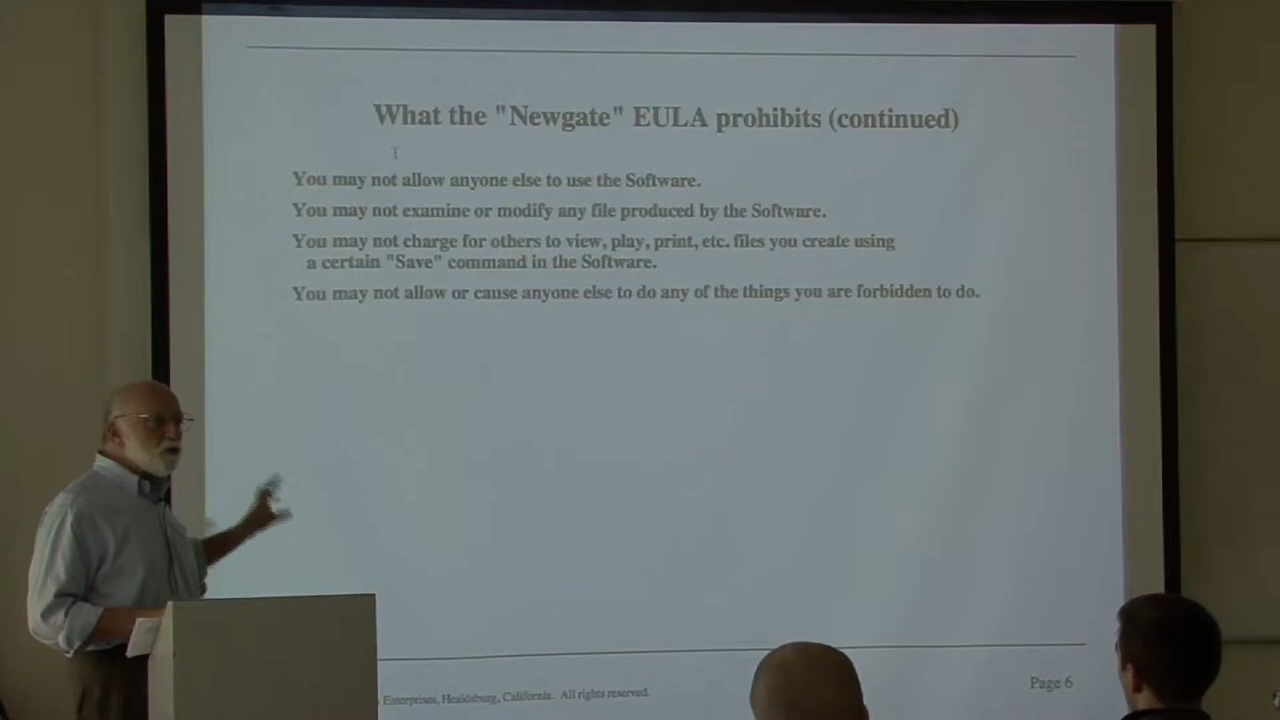 What the "Newgate" EULA prohibits (continued)
You may not allow anyone else to use the Software.
You may not examine or modify any file produced by the Software.
You may not charge for others to view, play, print, etc. files you create using
a certain "Save" command in the Software.
You may not allow or cause anyone else to do any of the things you are forbidden to do.
Enterprises, Healdsburg, California. All rights reserved.
Page 6